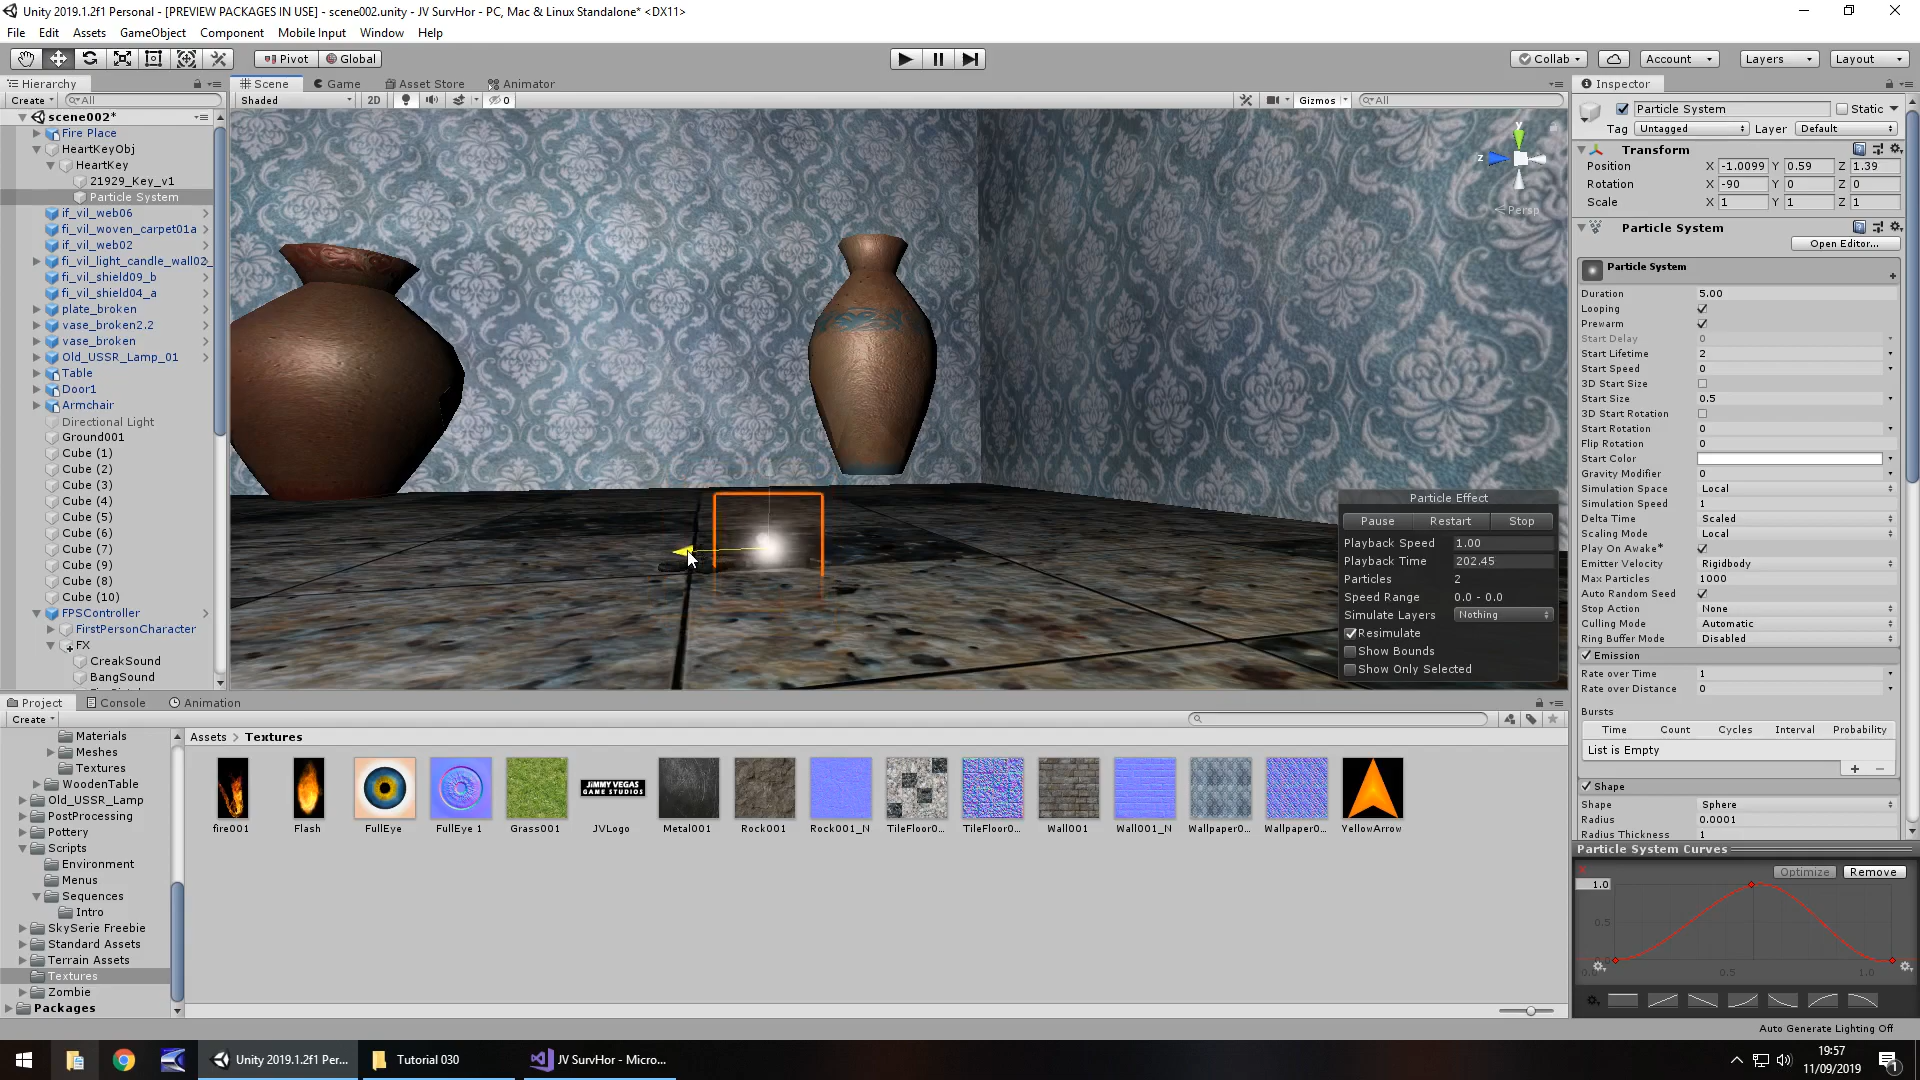 Unity 2019.1.2f1 Personal - [PREVIEW PACKAGES IN USE] - scene002.unity - JV SurvHor - PC, Mac & Linux Standalone* <DX11>
File Edit Assets GameObject Component Mobile Input Window Help
Pivot Global Collab Account Layers Layout
Hierarchy Scene Game Asset Store Animator Inspector
Create All Shaded 2D 0 Gizmos All
scene002*
Fire Place
HeartKeyObj
HeartKey
21929_Key_v1
Particle System
if_vil_web06
fi_vil_woven_carpet01a
if_vil_web02
fi_vil_light_candle_wall02_
fi_vil_shield09_b
fi_vil_shield04_a
plate_broken
vase_broken2.2
vase_broken
Old_USSR_Lamp_01
Table
Door1
Armchair
Directional Light
Ground001
Cube (1)
Cube (2)
Cube (3)
Cube (4)
Cube (5)
Cube (6)
Cube (7)
Cube (9)
Cube (8)
Cube (10)
FPSController
FirstPersonCharacter
FX
CreakSound
BangSound
y
z
Persp
Particle Effect
Pause Restart Stop
Playback Speed 1.00
Playback Time 202.45
Particles 2
Speed Range 0.0 - 0.0
Simulate Layers Nothing
Resimulate
Show Bounds
Show Only Selected
Particle System Static
Tag Untagged Layer Default
Transform
Position X -1.0099 Y 0.59 Z 1.39
Rotation X -90 Y 0 Z 0
Scale X 1 Y 1 Z 1
Particle System
Open Editor...
Particle System
Duration 5.00
Looping
Prewarm
Start Delay 0
Start Lifetime 2
Start Speed 0
3D Start Size
Start Size 0.5
3D Start Rotation
Start Rotation 0
Flip Rotation 0
Start Color
Gravity Modifier 0
Simulation Space Local
Simulation Speed 1
Delta Time Scaled
Scaling Mode Local
Play On Awake*
Emitter Velocity Rigidbody
Max Particles 1000
Auto Random Seed
Stop Action None
Culling Mode Automatic
Ring Buffer Mode Disabled
Emission
Rate over Time 1
Rate over Distance 0
Bursts
Time Count Cycles Interval Probability
List is Empty
Shape
Shape Sphere
Radius 0.0001
Radius Thickness 1
Particle System Curves
Optimize Remove
1.0
0.5
0.0 0.5 1.0
Project Console Animation
Create
Materials
Meshes
Textures
WoodenTable
Old_USSR_Lamp
PostProcessing
Pottery
Scripts
Environment
Menus
Sequences
Intro
SkySerie Freebie
Standard Assets
Terrain Assets
Textures
Zombie
Packages
Assets > Textures
JIMMY VEGAS
GAME STUDIOS
fire001 Flash FullEye FullEye 1 Grass001 JVLogo Metal001 Rock001 Rock001_N TileFloor0... TileFloor0... Wall001 Wall001_N Wallpaper0... Wallpaper0... YellowArrow
Auto Generate Lighting Off
Unity 2019.1.2f1 Per... Tutorial 030 JV SurvHor - Micro... 19:57
11/09/2019
1